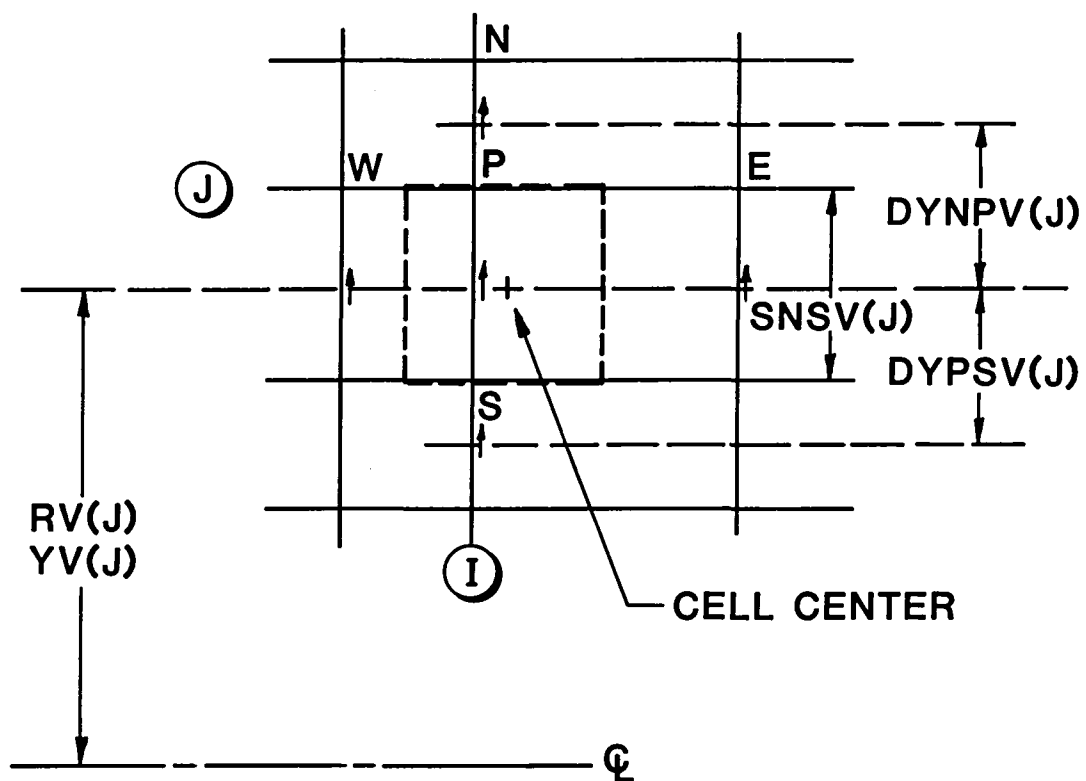 N
W
P
E
J
DYNPV(J)
SNSV(J)
DYPSV(J)
S
RV(J)
YV(J)
I
CELL CENTER
℄